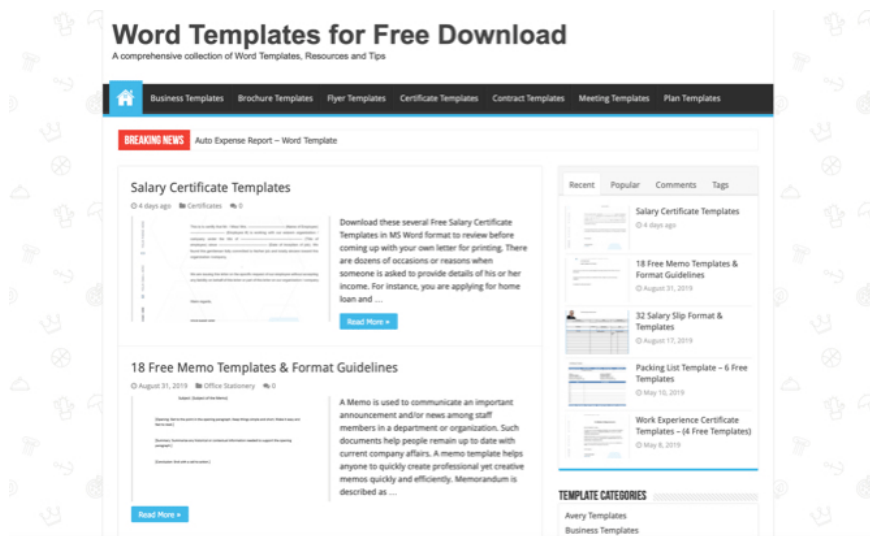 Word Templates for Free Download
A comprehensive collection of Word Templates, Resources and Tips
Business Templates Brochure Templates Flyer Templates Certificate Templates Contract Templates Meeting Templates Plan Templates
BREAKING NEWS Auto Expense Report – Word Template
Salary Certificate Templates
4 days ago Certificates 0
Download these several Free Salary Certificate
Templates in MS Word format to review before
coming up with your own letter for printing. There
are dozens of occasions or reasons when
someone is asked to provide details of his or her
income. For instance, you are applying for home
loan and ...
Read More »
18 Free Memo Templates & Format Guidelines
August 31, 2019 Office Stationery 0
Subject: [Subject of the Memo]
A Memo is used to communicate an important
announcement and/or news among staff
members in a department or organization. Such
documents help people remain up to date with
current company affairs. A memo template helps
anyone to quickly create professional yet creative
memos quickly and efficiently. Memorandum is
described as ...
Read More »
Recent Popular Comments Tags
Salary Certificate Templates
4 days ago
18 Free Memo Templates &
Format Guidelines
August 31, 2019
32 Salary Slip Format &
Templates
August 17, 2019
Packing List Template – 6 Free
Templates
May 10, 2019
Work Experience Certificate
Templates – (4 Free Templates)
May 8, 2019
TEMPLATE CATEGORIES
Avery Templates
Business Templates